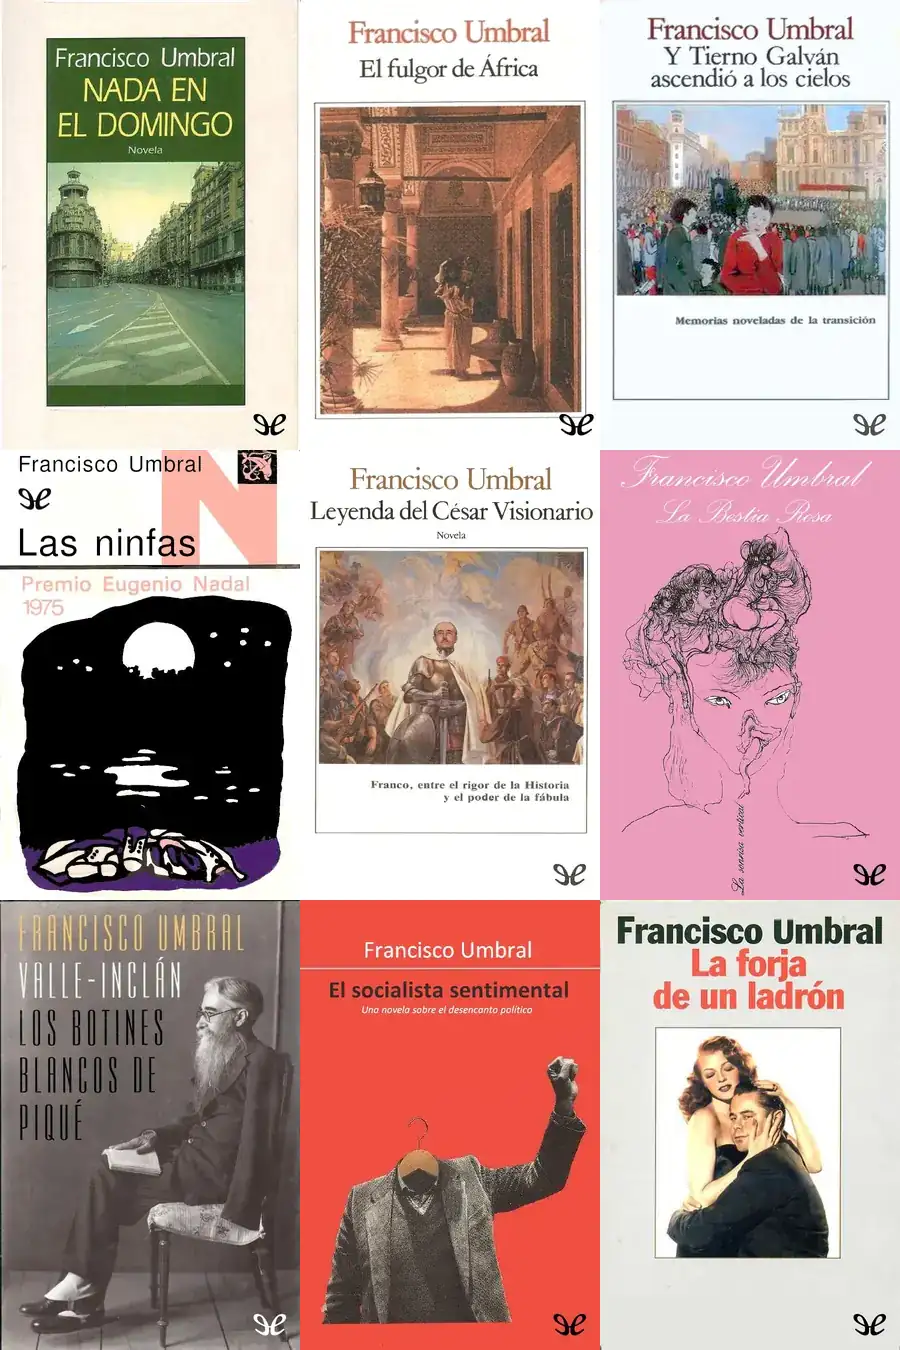 Francisco Umbral
NADA EN
EL DOMINGO
Novela
Francisco Umbral
El fulgor de África
Francisco Umbral
Y Tierno Galván
ascendió a los cielos
Memorias noveladas de la transición
Francisco Umbral
Las ninfas
N
Premio Eugenio Nadal
1975
Francisco Umbral
Leyenda del César Visionario
Novela
Franco, entre el rigor de la Historia
y el poder de la fábula
Francisco Umbral
La Bestia Rosa
La sonrisa vertical
FRANCISCO UMBRAL
VALLE-INCLÁN
LOS BOTINES
BLANCOS DE
PIQUÉ
Francisco Umbral
El socialista sentimental
Una novela sobre el desencanto político
Francisco Umbral
La forja
de un ladrón